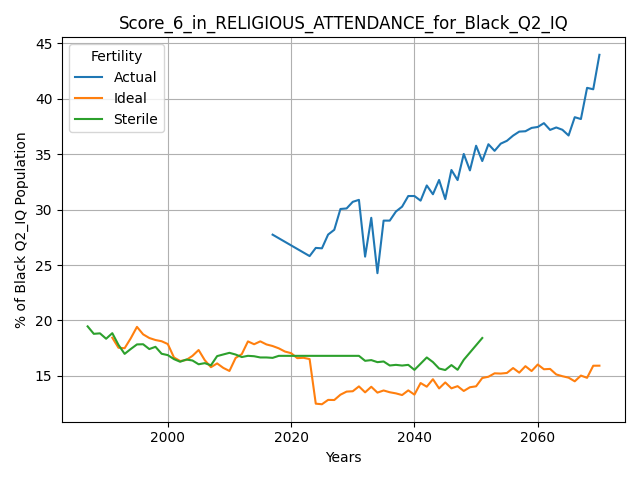 Score_6_in_RELIGIOUS_ATTENDANCE_for_Black_Q2_IQ
Fertility
Actual
Ideal
Sterile
% of Black Q2_IQ Population
45
40
35
30
25
20
15
2000
2020
2040
2060
Years